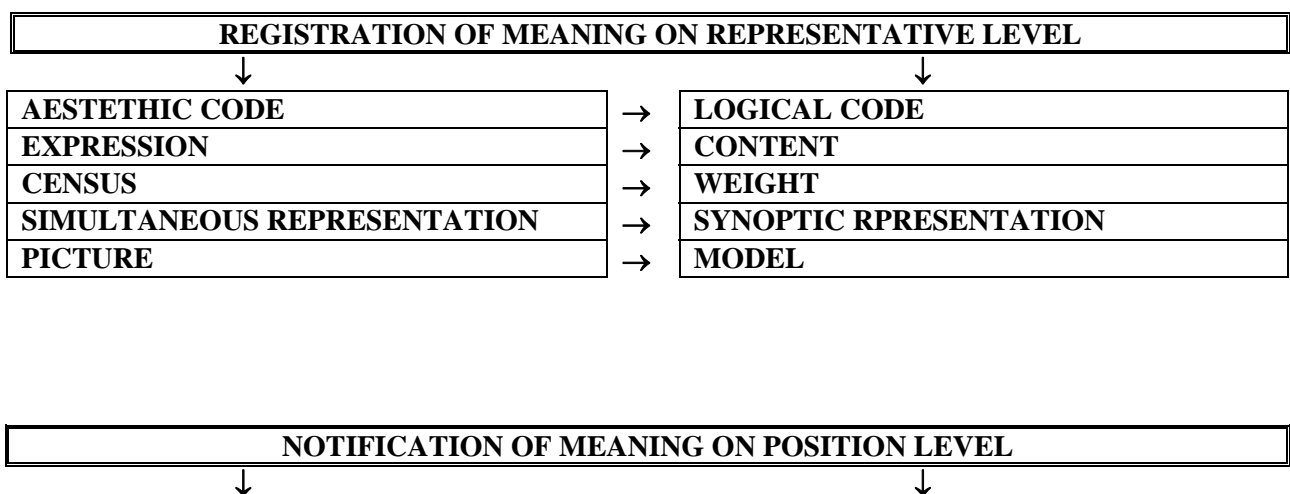 REGISTRATION OF MEANING ON REPRESENTATIVE LEVEL
↓ ↓
AESTETHIC CODE → LOGICAL CODE
EXPRESSION → CONTENT
CENSUS → WEIGHT
SIMULTANEOUS REPRESENTATION → SYNOPTIC RPRESENTATION
PICTURE → MODEL
NOTIFICATION OF MEANING ON POSITION LEVEL
↓ ↓